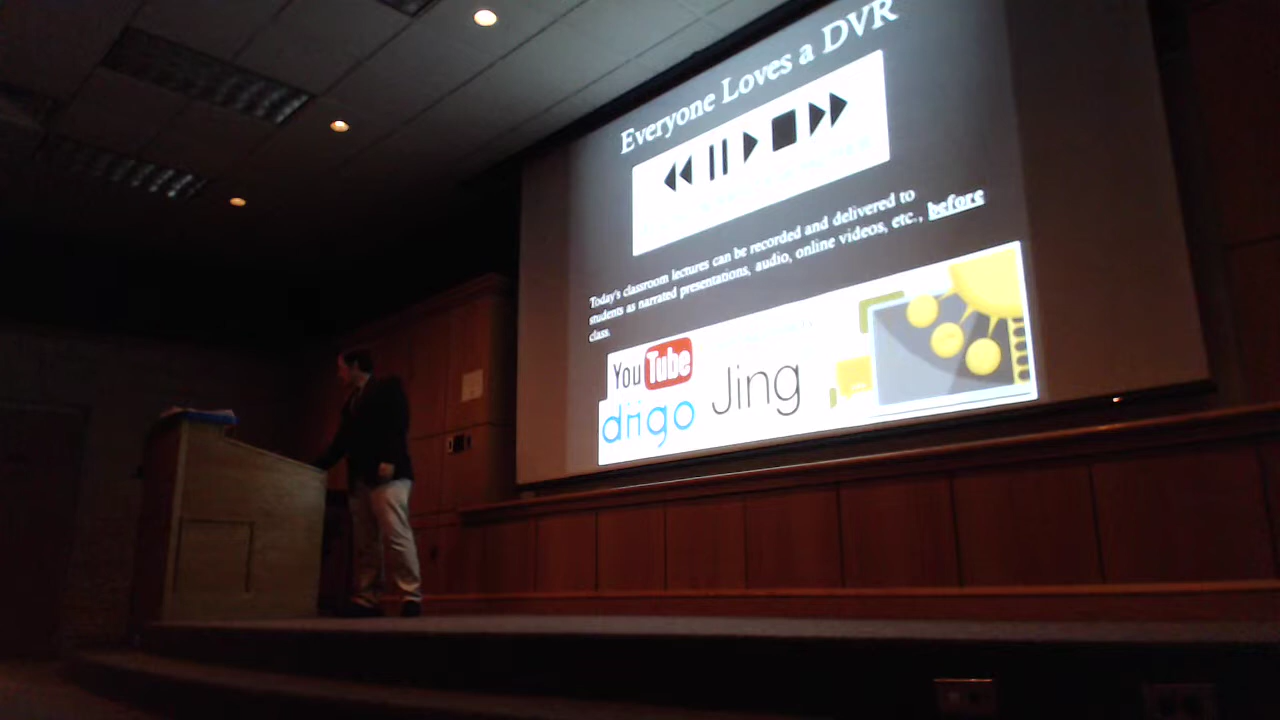 Everyone Loves a DVR
Today's classroom lectures can be recorded and delivered to
students as narrated presentations, audio, online videos, etc., before
class.
YouTube
diigo
Jing